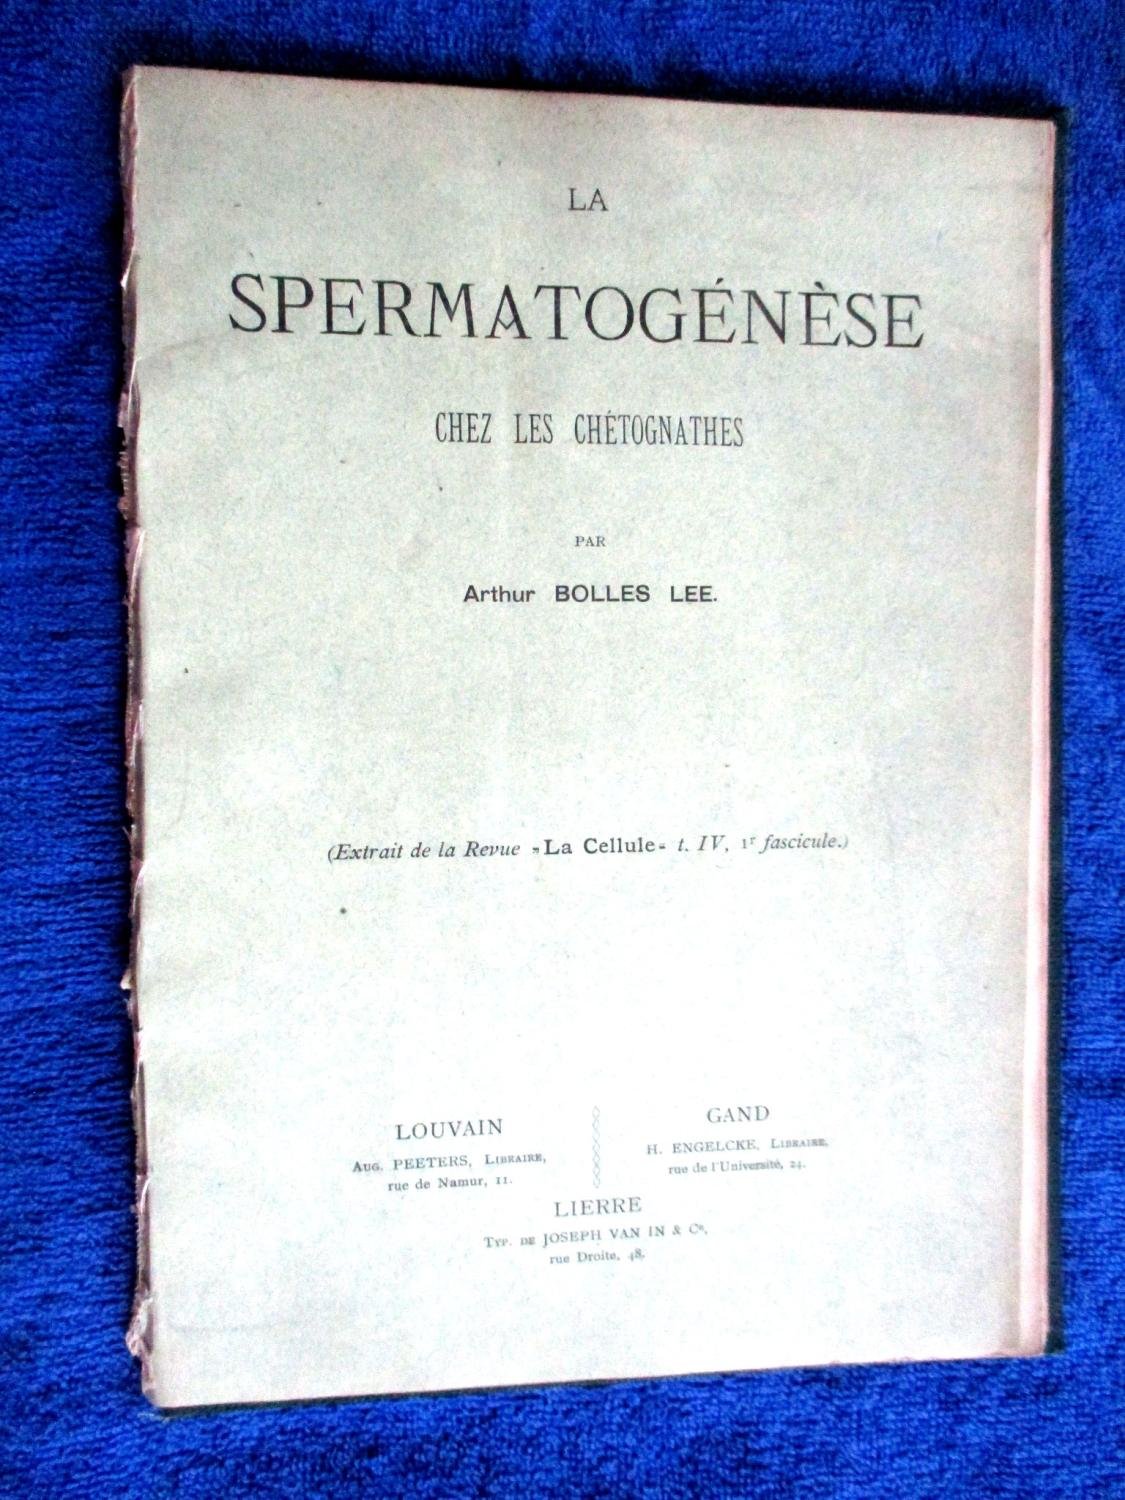 LA
SPERMATOGÉNÈSE
CHEZ LES CHÉTOGNATHES
PAR
Arthur BOLLES LEE.
(Extrait de la Revue „La Cellule„ t. IV, 1r fascicule.)
LOUVAIN
Aug. PEETERS, Libraire,
rue de Namur, 11.
GAND
H. ENGELCKE, Libraire,
rue de l'Université, 24.
LIERRE
Typ. de JOSEPH VAN IN & Cie,
rue Droite, 48.